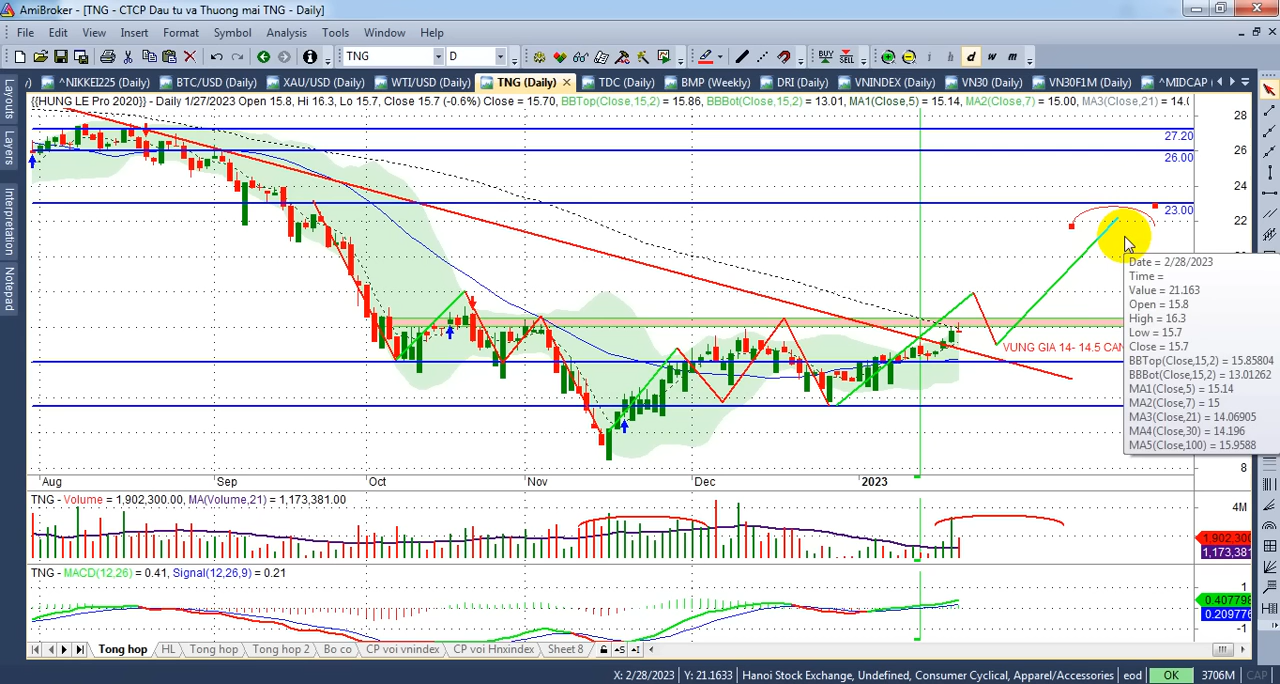 AmiBroker - [TNG - CTCP Dau tu va Thuong mai TNG - Daily]
File Edit View Insert Format Symbol Analysis Tools Window Help
TNG D BUY SELL i h d w m
^NIKKEI225 (Daily) BTC/USD (Daily) XAU/USD (Daily) WTI/USD (Daily) TNG (Daily) TDC (Daily) BMP (Weekly) DRI (Daily) VNINDEX (Daily) VN30 (Daily) VN30F1M (Daily) ^MIDCAP
Layouts
Layers
Interpretation
Notepad
{{HUNG LE Pro 2020}} - Daily 1/27/2023 Open 15.8, Hi 16.3, Lo 15.7, Close 15.7 (-0.6%) Close = 15.70, BBTop(Close,15,2) = 15.86, BBBot(Close,15,2) = 13.01, MA1(Close,5) = 15.14, MA2(Close,7) = 15.00, MA3(Close,21) = 14.0
28
27.20
26
26.00
24
23.00
22
VUNG GIA 14- 14.5 CAN
Date = 2/28/2023
Time =
Value = 21.163
Open = 15.8
High = 16.3
Low = 15.7
Close = 15.7
BBTop(Close,15,2) = 15.85804
BBBot(Close,15,2) = 13.01262
MA1(Close,5) = 15.14
MA2(Close,7) = 15
MA3(Close,21) = 14.06905
MA4(Close,30) = 14.196
MA5(Close,100) = 15.9588
8
Aug Sep Oct Nov Dec 2023
TNG - Volume = 1,902,300.00, MA(Volume,21) = 1,173,381.00
4M
1,902,300
1,173,381
TNG - MACD(12,26) = 0.41, Signal(12,26,9) = 0.21
1
0.407798
0.209776
-1
Tong hop HL Tong hop Tong hop 2 Bo co CP voi vnindex CP voi Hnxindex Sheet 8
X: 2/28/2023 Y: 21.1633 Hanoi Stock Exchange, Undefined, Consumer Cyclical, Apparel/Accessories eod OK 3706M CAP